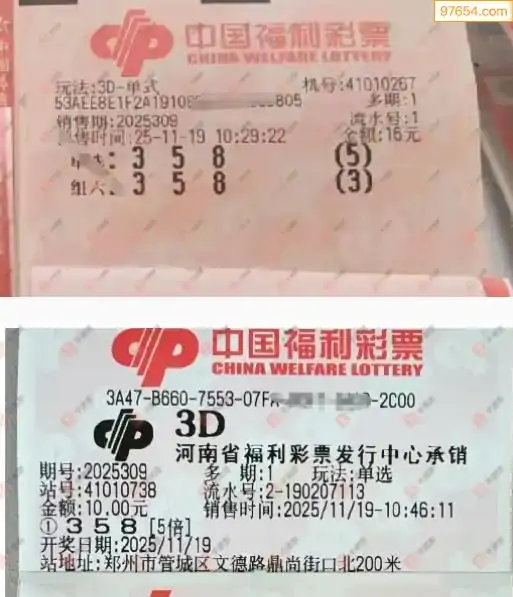 97654.com
中国福利彩票
CHINA WELFARE LOTTERY
玩法:3D-单式 机号:41010267
53AEE8E1F2A19108 805 多期:1
销售期:2025309 流水号:1
售时间:25-11-19 10:29:22 金额:16元
单选: 3 5 8 (5)
组六: 3 5 8 (3)
中国福利彩票
CHINA WELFARE LOTTERY
3A47-B660-7553-07F -2C00
3D
河南省福利彩票发行中心承销
期号:2025309 多 期:1 玩法:单选
站号:41010738 流水号:2-190207113
金额:10.00元 销售时间:2025/11/19-10:46:11
① 3 5 8 [5倍]
开奖日期:2025/11/19
站地址:郑州市管城区文德路鼎尚街口北200米